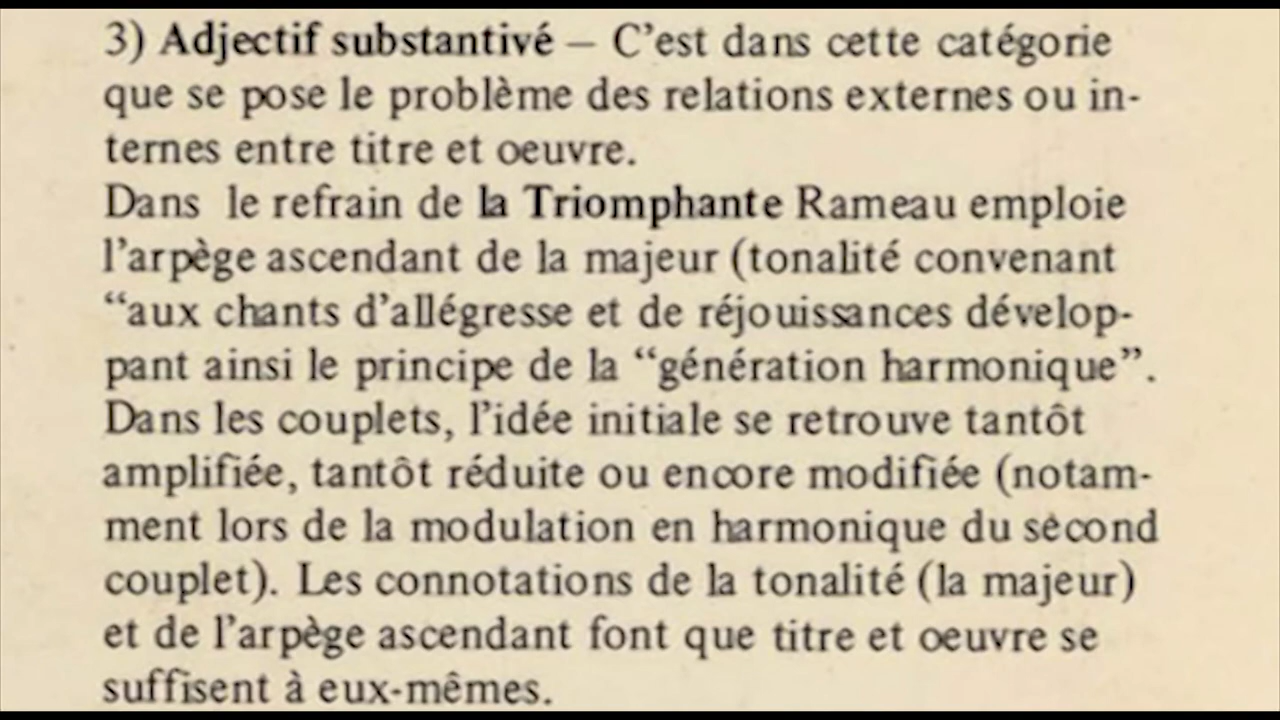 3) Adjectif substantivé – C’est dans cette catégorie
que se pose le problème des relations externes ou in-
ternes entre titre et oeuvre.
Dans le refrain de la Triomphante Rameau emploie
l’arpège ascendant de la majeur (tonalité convenant
“aux chants d’allégresse et de réjouissances dévelop-
pant ainsi le principe de la “génération harmonique”.
Dans les couplets, l’idée initiale se retrouve tantôt
amplifiée, tantôt réduite ou encore modifiée (notam-
ment lors de la modulation en harmonique du second
couplet). Les connotations de la tonalité (la majeur)
et de l’arpège ascendant font que titre et oeuvre se
suffisent à eux-mêmes.